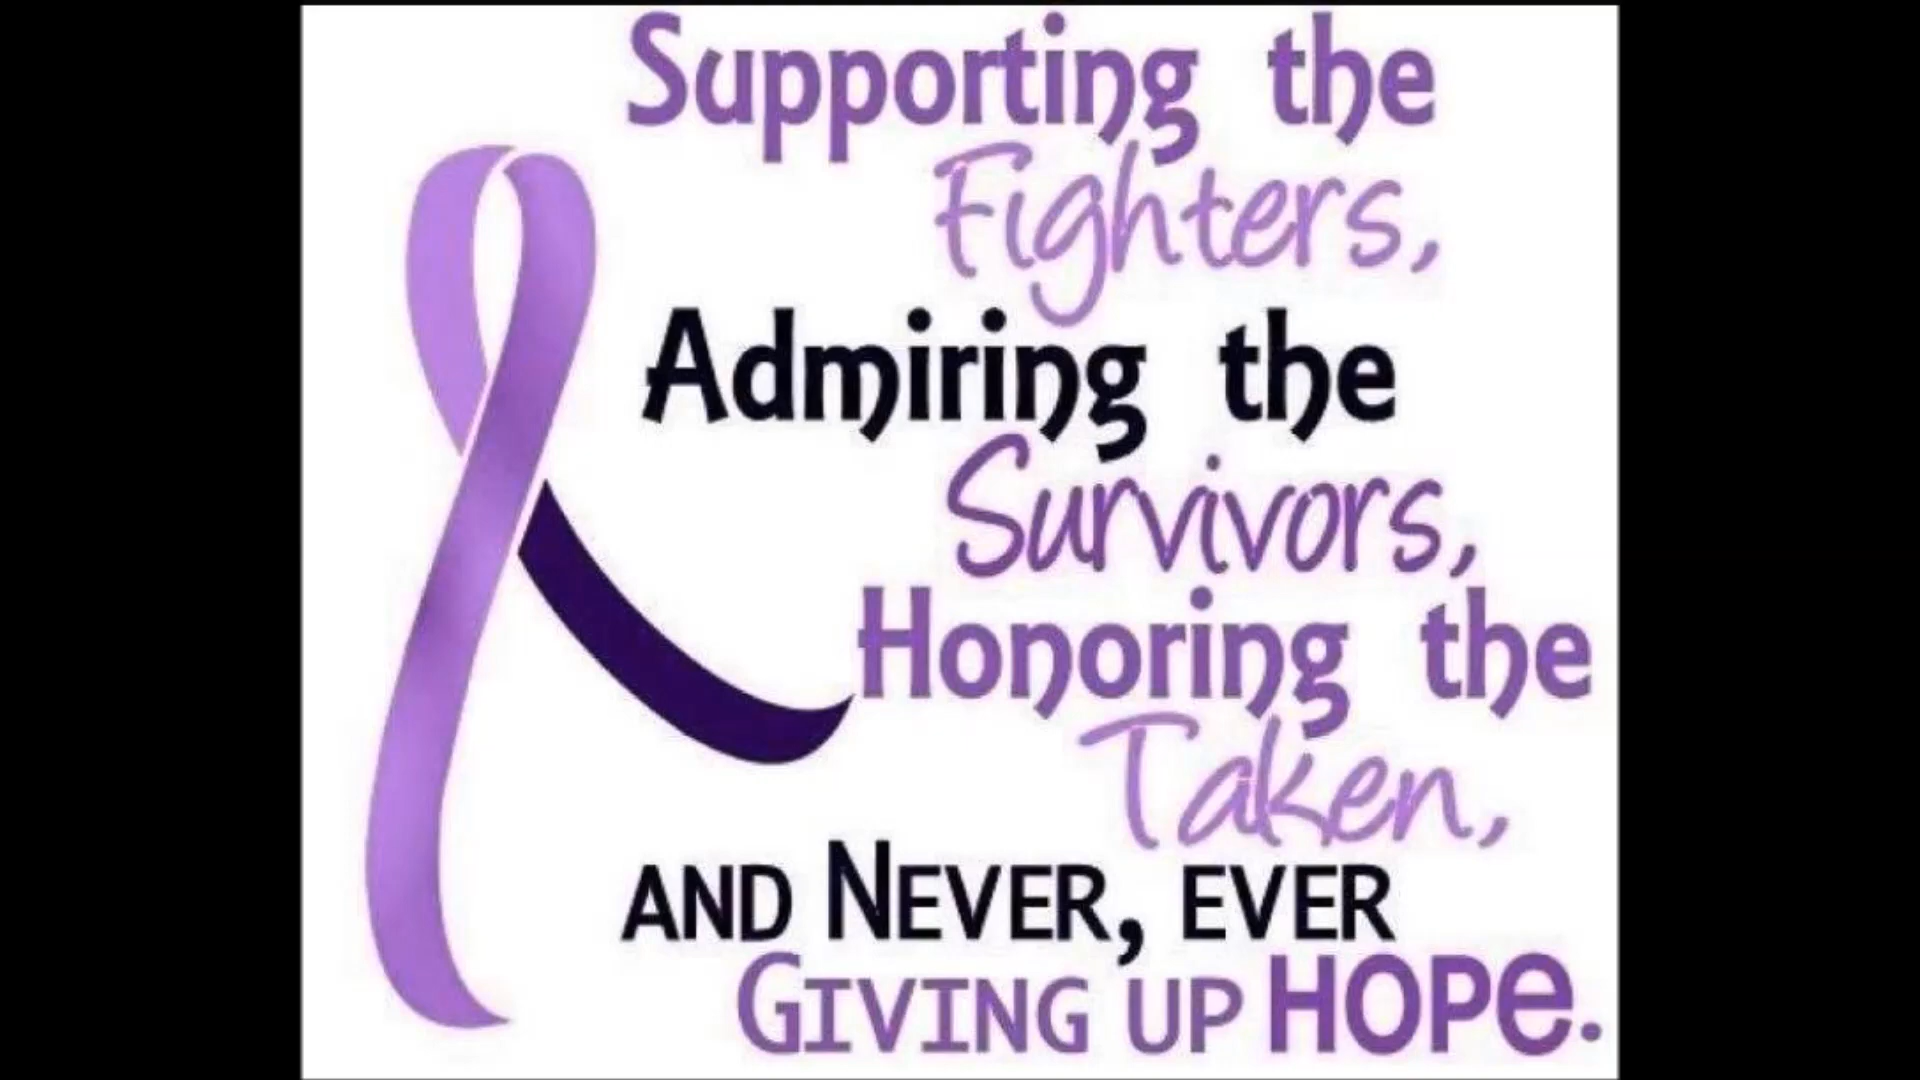 Supporting the
Fighters,
Admiring the
Survivors,
Honoring the
Taken,
AND NEVER, EVER
GIVING UP HOPe.